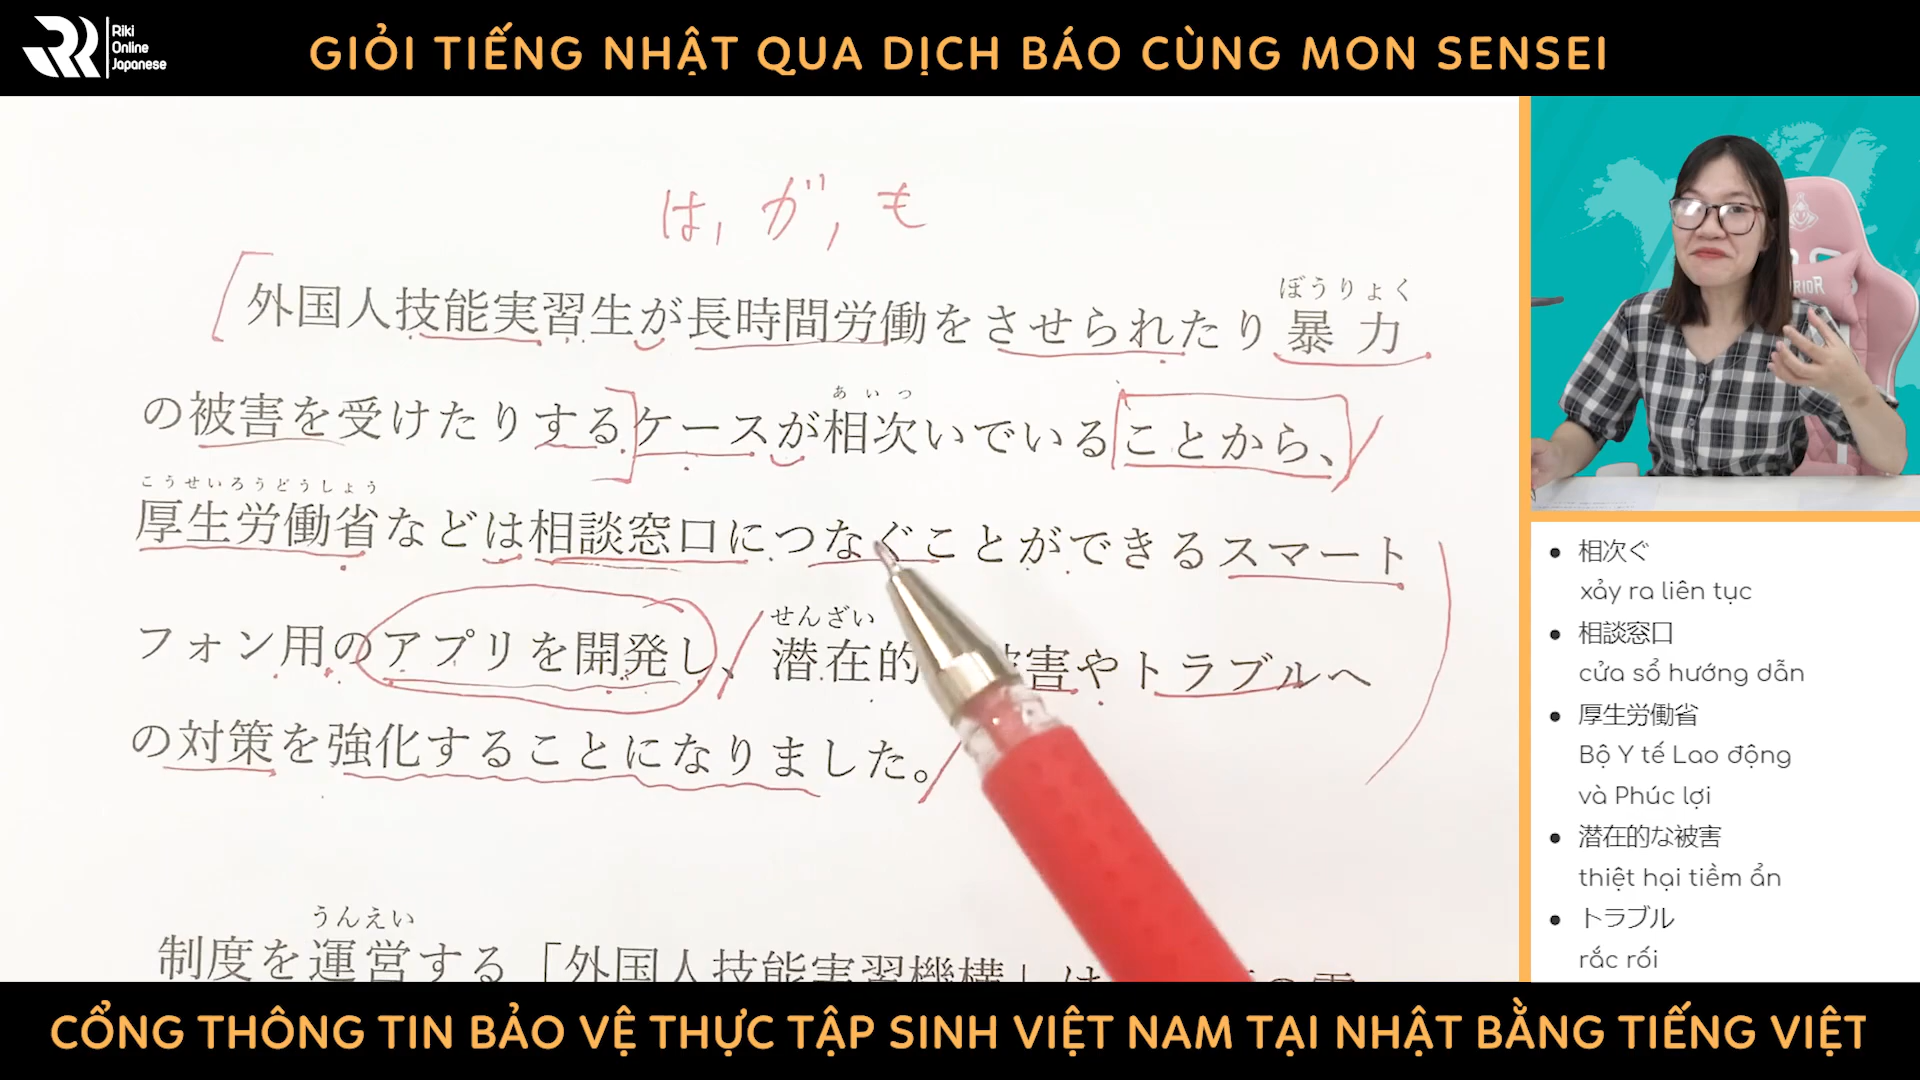 Riki
Online
Japanese
GIỎI TIẾNG NHẬT QUA DỊCH BÁO CÙNG MON SENSEI
は, が, も
ぼうりょく
外国人技能実習生が長時間労働をさせられたり暴力
あいつ
の被害を受けたりするケースが相次いでいることから、
こうせいろうどうしょう
厚生労働省などは相談窓口につなぐことができるスマート
せんざい
フォン用のアプリを開発し、潜在的 害やトラブルへ
の対策を強化することになりました。
うんえい
制度を運営する「外国人技能実習機構」は
相次ぐ
xảy ra liên tục
相談窓口
cửa sổ hướng dẫn
厚生労働省
Bộ Y tế Lao động
và Phúc lợi
潜在的な被害
thiệt hại tiềm ẩn
トラブル
rắc rối
CỔNG THÔNG TIN BẢO VỆ THỰC TẬP SINH VIỆT NAM TẠI NHẬT BẰNG TIẾNG VIỆT